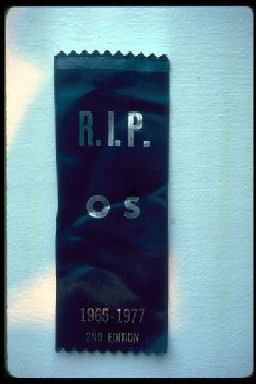 R.I.P.
OS
1965-1977
2ND EDITION